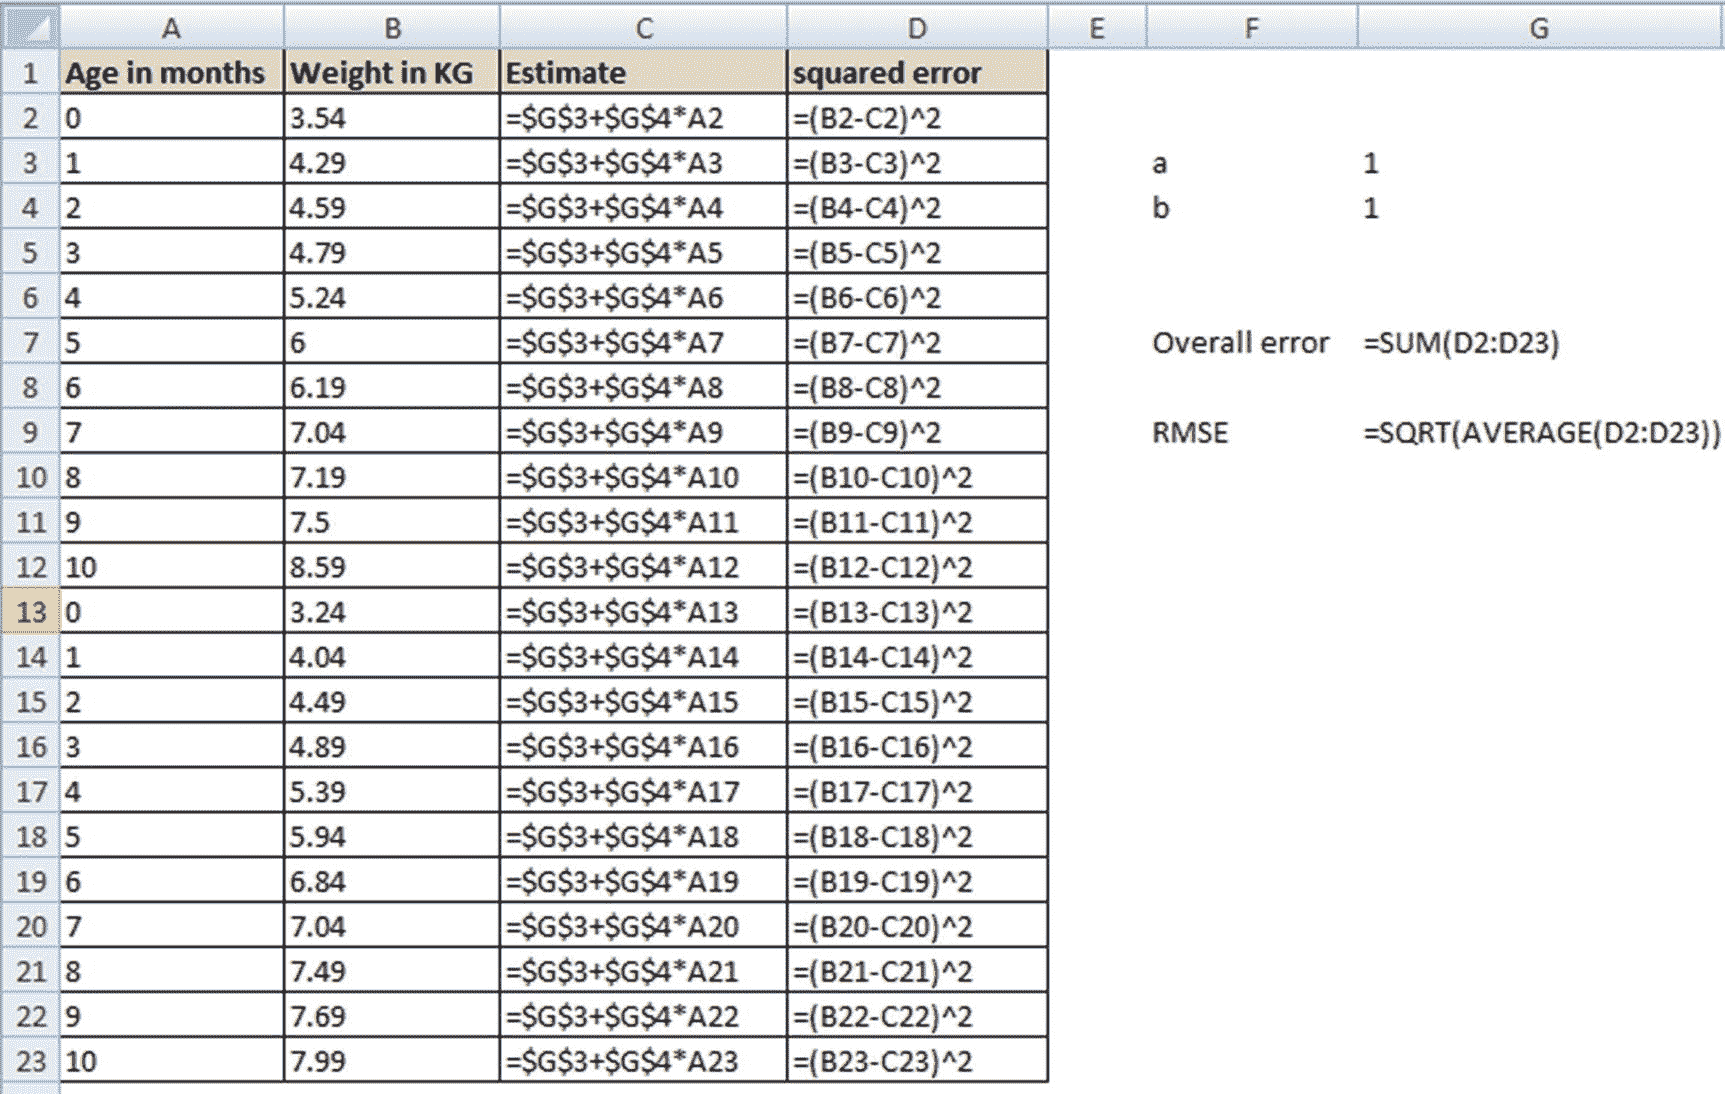 A B C D E F G
1 Age in months Weight in KG Estimate squared error
2 0 3.54 =$G$3+$G$4*A2 =(B2-C2)^2
3 1 4.29 =$G$3+$G$4*A3 =(B3-C3)^2 a 1
4 2 4.59 =$G$3+$G$4*A4 =(B4-C4)^2 b 1
5 3 4.79 =$G$3+$G$4*A5 =(B5-C5)^2
6 4 5.24 =$G$3+$G$4*A6 =(B6-C6)^2
7 5 6 =$G$3+$G$4*A7 =(B7-C7)^2 Overall error =SUM(D2:D23)
8 6 6.19 =$G$3+$G$4*A8 =(B8-C8)^2
9 7 7.04 =$G$3+$G$4*A9 =(B9-C9)^2 RMSE =SQRT(AVERAGE(D2:D23))
10 8 7.19 =$G$3+$G$4*A10 =(B10-C10)^2
11 9 7.5 =$G$3+$G$4*A11 =(B11-C11)^2
12 10 8.59 =$G$3+$G$4*A12 =(B12-C12)^2
13 0 3.24 =$G$3+$G$4*A13 =(B13-C13)^2
14 1 4.04 =$G$3+$G$4*A14 =(B14-C14)^2
15 2 4.49 =$G$3+$G$4*A15 =(B15-C15)^2
16 3 4.89 =$G$3+$G$4*A16 =(B16-C16)^2
17 4 5.39 =$G$3+$G$4*A17 =(B17-C17)^2
18 5 5.94 =$G$3+$G$4*A18 =(B18-C18)^2
19 6 6.84 =$G$3+$G$4*A19 =(B19-C19)^2
20 7 7.04 =$G$3+$G$4*A20 =(B20-C20)^2
21 8 7.49 =$G$3+$G$4*A21 =(B21-C21)^2
22 9 7.69 =$G$3+$G$4*A22 =(B22-C22)^2
23 10 7.99 =$G$3+$G$4*A23 =(B23-C23)^2